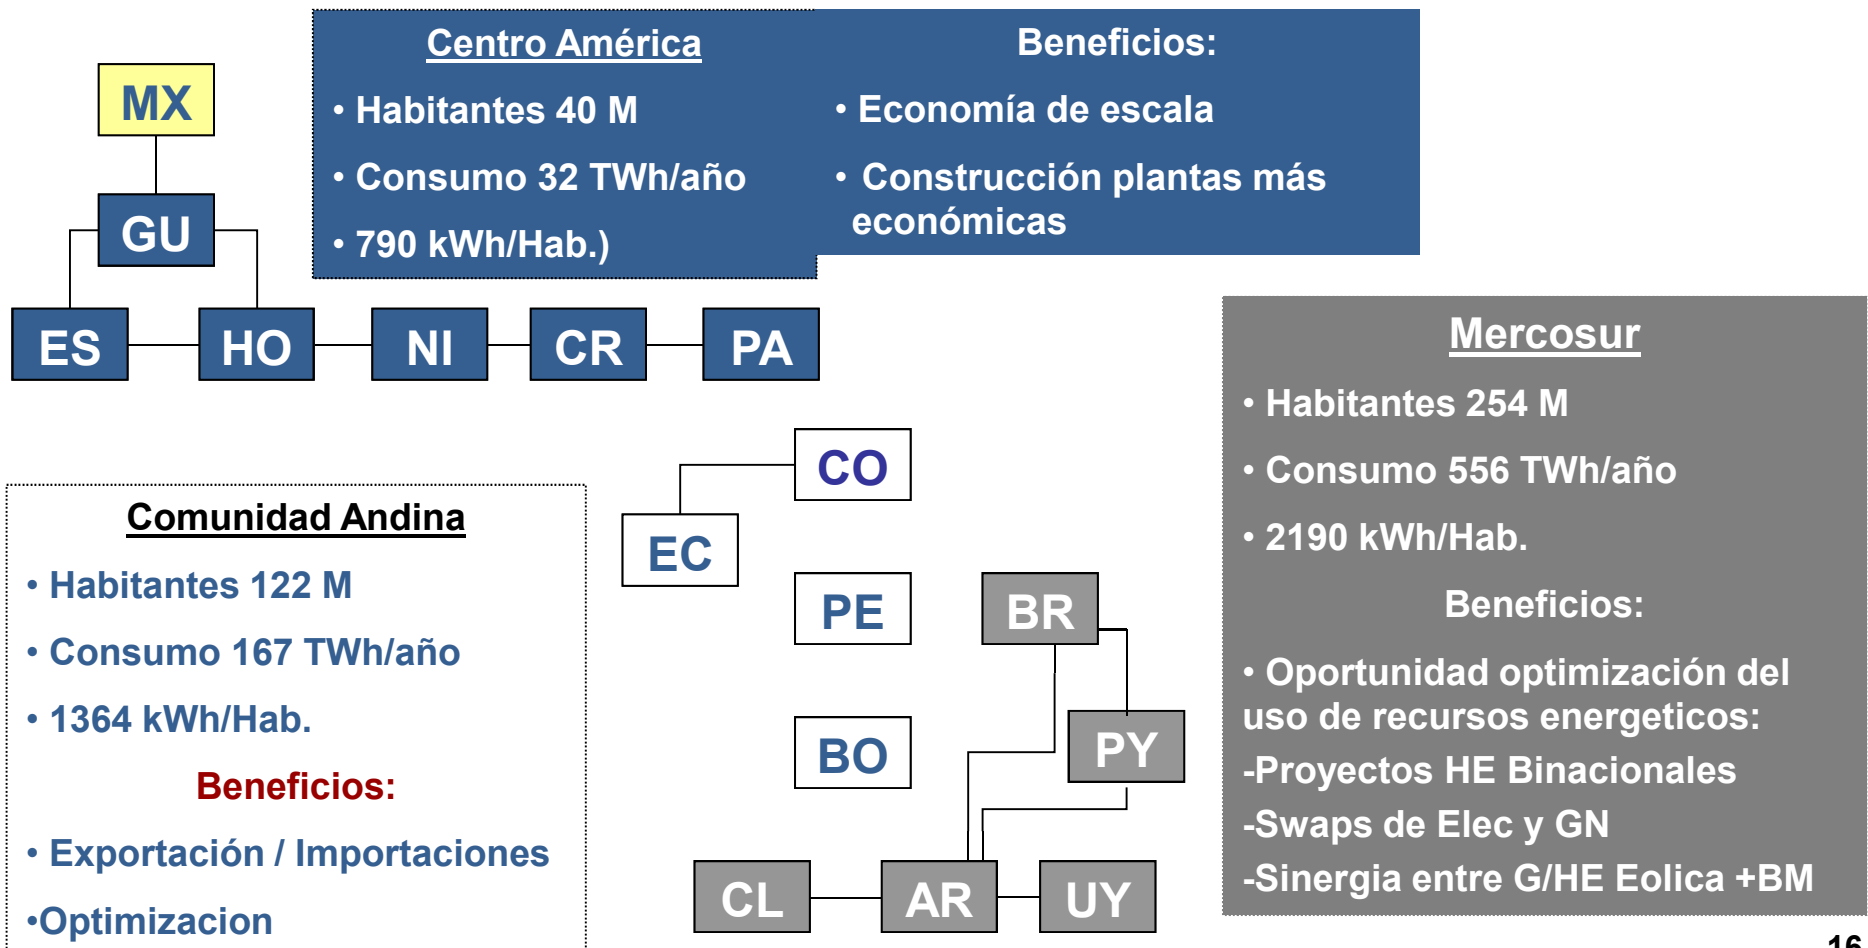 Centro América
• Habitantes 40 M
• Consumo 32 TWh/año
• 790 kWh/Hab.)
Beneficios:
• Economía de escala
• Construcción plantas más
económicas
MX
GU
ES
HO
NI
CR
PA
CO
EC
PE
BO
BR
PY
CL
AR
UY
Comunidad Andina
• Habitantes 122 M
• Consumo 167 TWh/año
• 1364 kWh/Hab.
Beneficios:
• Exportación / Importaciones
•Optimizacion
Mercosur
• Habitantes 254 M
• Consumo 556 TWh/año
• 2190 kWh/Hab.
Beneficios:
• Oportunidad optimización del
uso de recursos energeticos:
-Proyectos HE Binacionales
-Swaps de Elec y GN
-Sinergia entre G/HE Eolica +BM
16